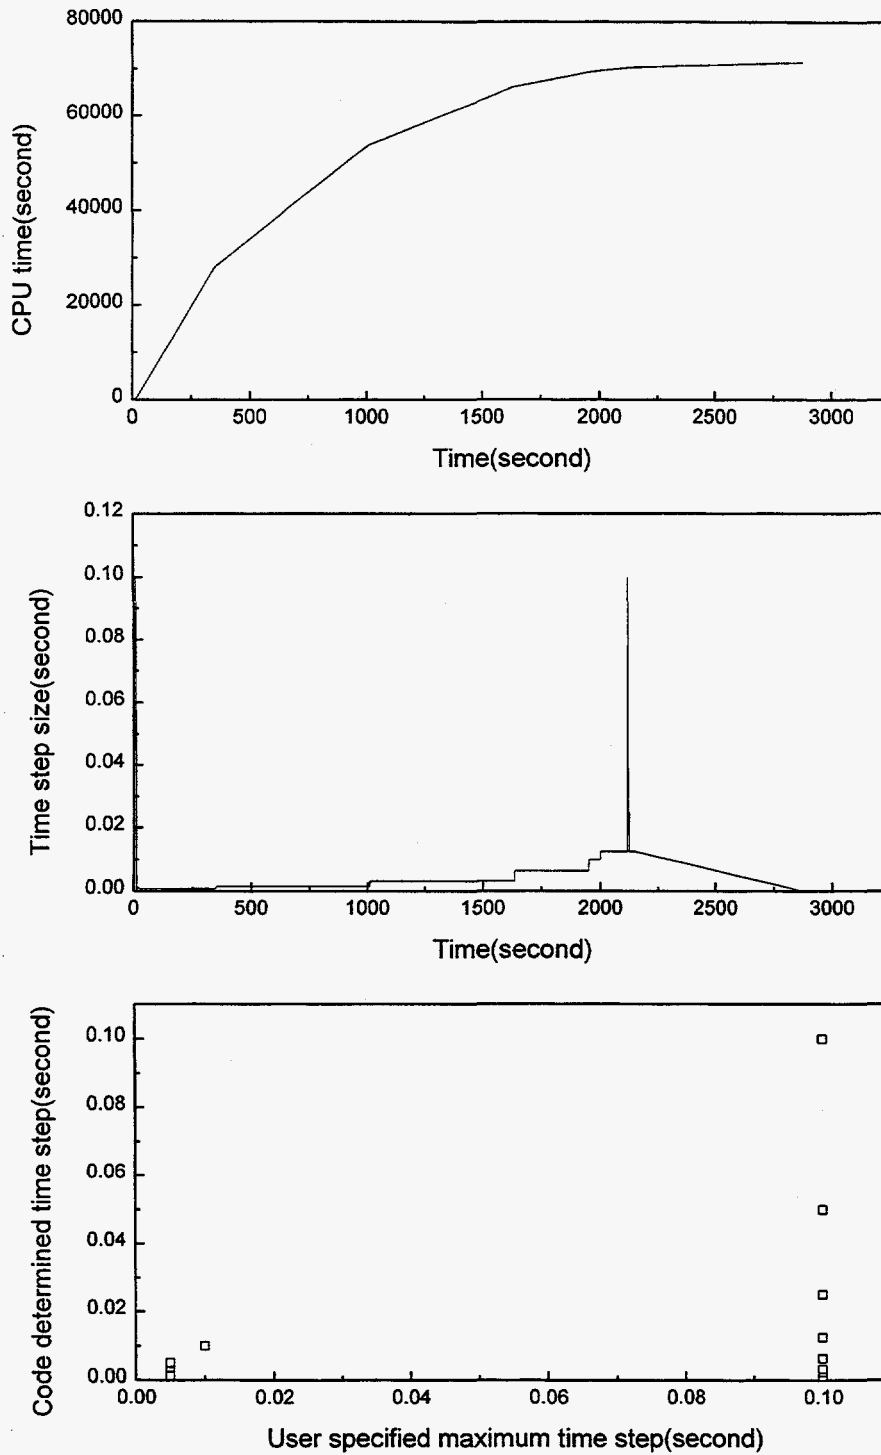 80000
60000
40000
20000
0
CPU time(second)
0 500 1000 1500 2000 2500 3000
Time(second)
0.12
0.10
0.08
0.06
0.04
0.02
0.00
Time step size(second)
0 500 1000 1500 2000 2500 3000
Time(second)
0.10
0.08
0.06
0.04
0.02
0.00
Code determined time step(second)
0.00 0.02 0.04 0.06 0.08 0.10
User specified maximum time step(second)